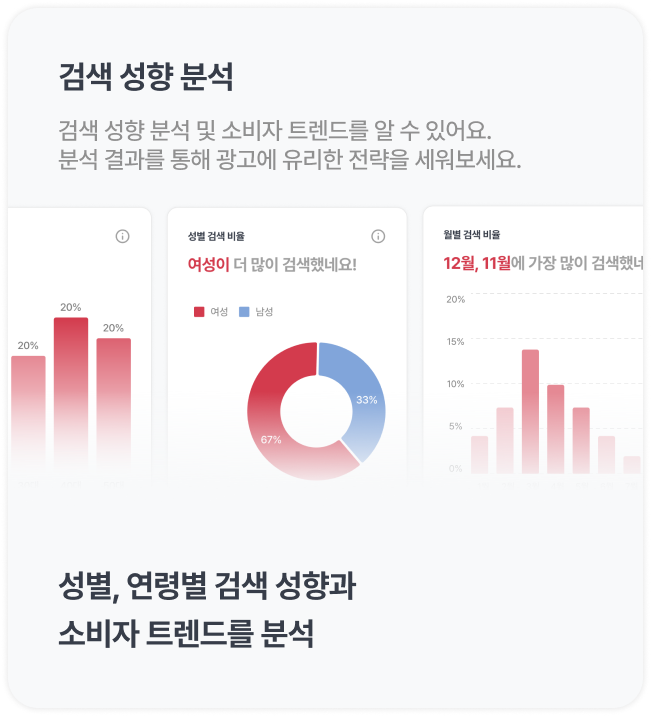 검색 성향 분석
검색 성향 분석 및 소비자 트렌드를 알 수 있어요.
분석 결과를 통해 광고에 유리한 전략을 세워보세요.
20%
20%
20%
성별 검색 비율
여성이 더 많이 검색했네요!
여성
남성
33%
67%
월별 검색 비율
12월, 11월에 가장 많이 검색했네
20%
15%
10%
5%
0%
성별, 연령별 검색 성향과
소비자 트렌드를 분석